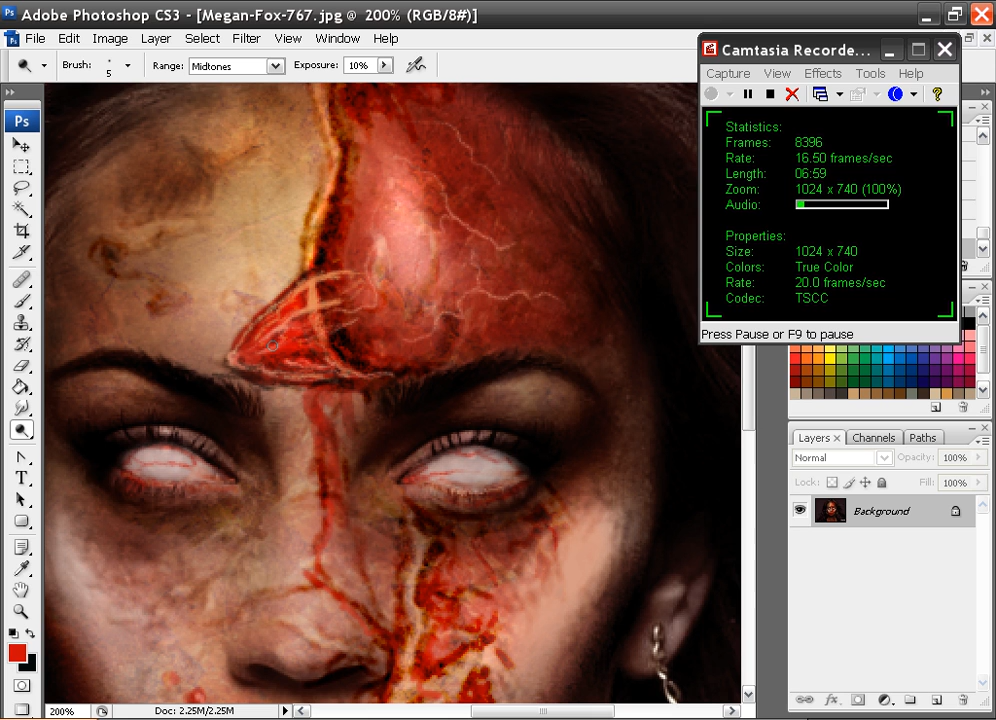 Ps Adobe Photoshop CS3 - [Megan-Fox-767.jpg @ 200% (RGB/8#)]
Ps File Edit Image Layer Select Filter View Window Help
Brush: 5 Range: Midtones Exposure: 10%
Ps
T
Camtasia Recorde...
Capture View Effects Tools Help
Statistics:
Frames: 8396
Rate: 16.50 frames/sec
Length: 06:59
Zoom: 1024 x 740 (100%)
Audio:
Properties:
Size: 1024 x 740
Colors: True Color
Rate: 20.0 frames/sec
Codec: TSCC
Press Pause or F9 to pause
Layers x Channels Paths
Normal Opacity: 100%
Lock: Fill: 100%
Background
fx
200% Doc: 2.25M/2.25M